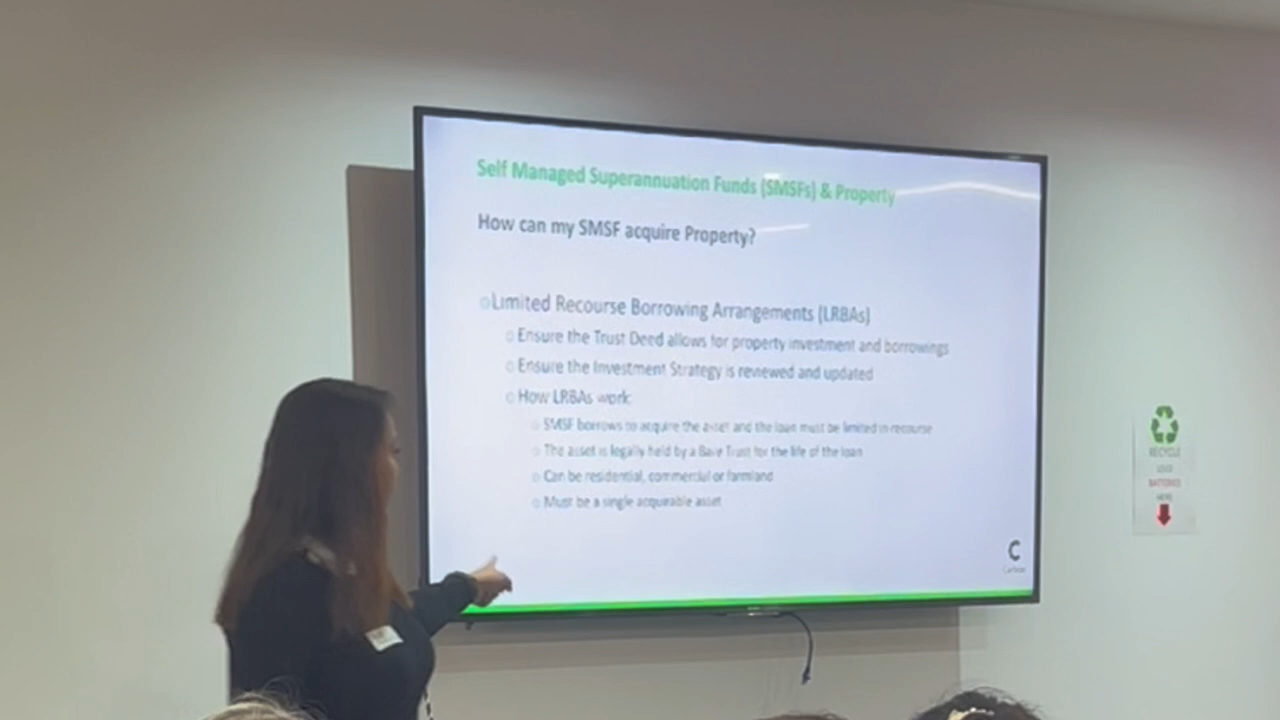 Self Managed Superannuation Funds (SMSFs) & Property
How can my SMSF acquire Property?
Limited Recourse Borrowing Arrangements (LRBAs)
Ensure the Trust Deed allows for property investment and borrowings
Ensure the Investment Strategy is reviewed and updated
How LRBAs work:
SMSF borrows to acquire the asset and the loan must be limited in recourse
The asset is legally held by a Bare Trust for the life of the loan
Can be residential, commercial or farmland
Must be a single acquirable asset
C
RECYCLE
USED
BATTERIES
HERE